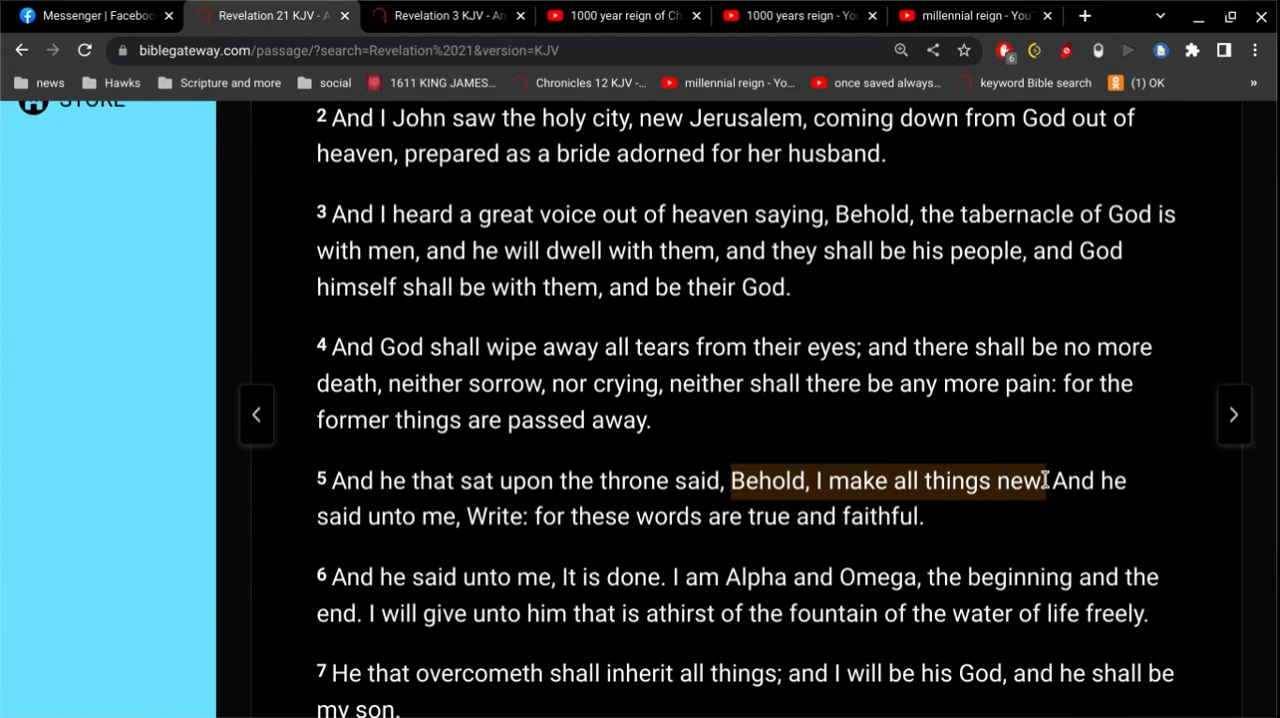 Messenger | Faceboo
Revelation 21 KJV - A
Revelation 3 KJV - An
1000 year reign of Ch
1000 years reign - You
millennial reign - YouT
biblegateway.com/passage/?search=Revelation%2021&version=KJV
6
news
Hawks
Scripture and more
social
1611 KING JAMES...
Chronicles 12 KJV -...
millennial reign - Yo...
once saved always...
keyword Bible search
(1) OK
»
STORE
2 And I John saw the holy city, new Jerusalem, coming down from God out of
heaven, prepared as a bride adorned for her husband.
3 And I heard a great voice out of heaven saying, Behold, the tabernacle of God is
with men, and he will dwell with them, and they shall be his people, and God
himself shall be with them, and be their God.
4 And God shall wipe away all tears from their eyes; and there shall be no more
death, neither sorrow, nor crying, neither shall there be any more pain: for the
former things are passed away.
5 And he that sat upon the throne said, Behold, I make all things new. And he
said unto me, Write: for these words are true and faithful.
6 And he said unto me, It is done. I am Alpha and Omega, the beginning and the
end. I will give unto him that is athirst of the fountain of the water of life freely.
7 He that overcometh shall inherit all things; and I will be his God, and he shall be
my son.